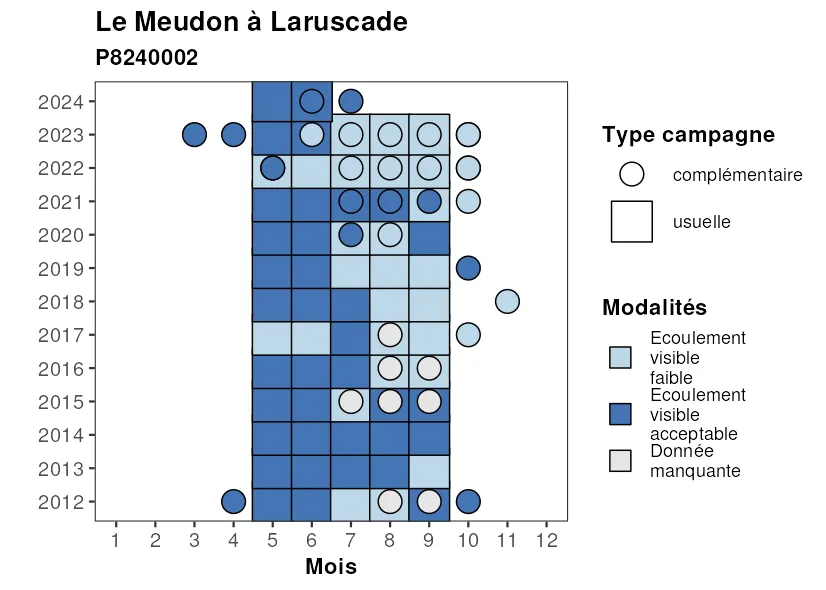 Le Meudon à Laruscade
P8240002
2024
2023
2022
2021
2020
2019
2018
2017
2016
2015
2014
2013
2012
1 2 3 4 5 6 7 8 9 10 11 12
Mois
Type campagne
complémentaire
usuelle
Modalités
Ecoulement
visible
faible
Ecoulement
visible
acceptable
Donnée
manquante